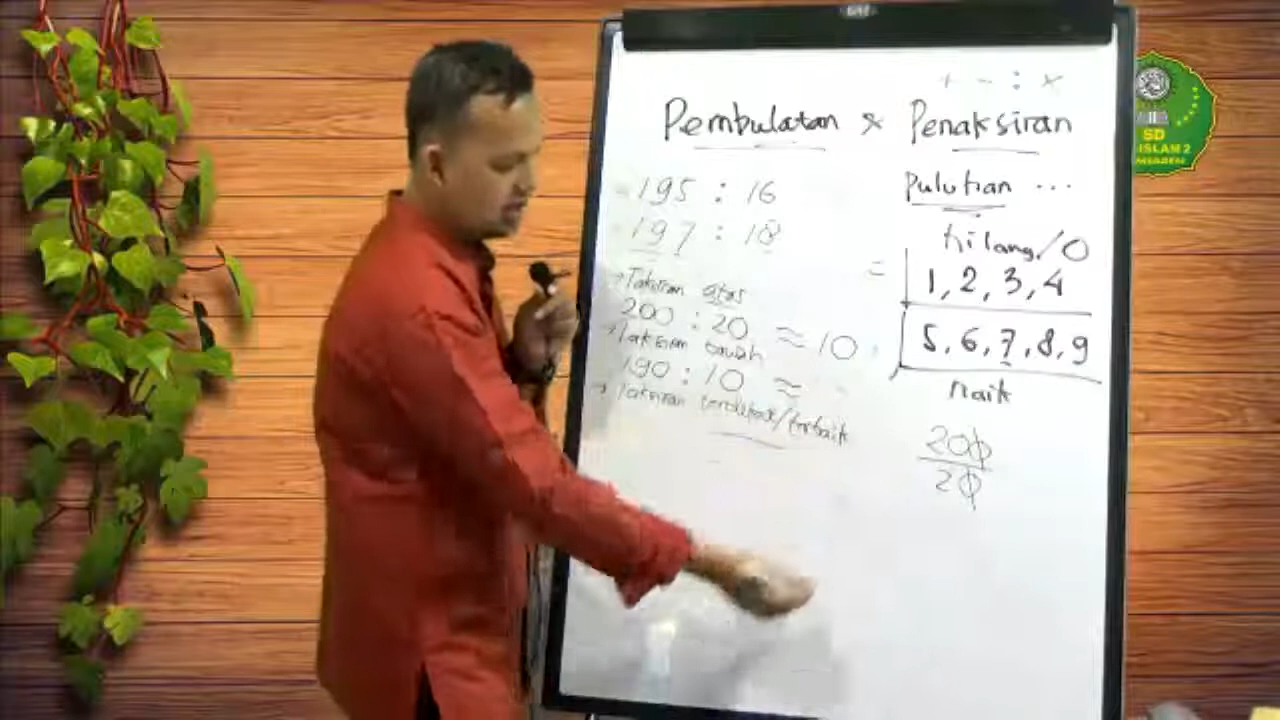 + - : ×
Pembulatan & Penaksiran
195 : 16
197 : 18
→ Taksiran atas
200 : 20 ≈ 10
→ Taksiran bawah
190 : 10 ≈
→ Taksiran terdekat/terbaik
Puluhan ...
hilang/0
= 1, 2, 3, 4
5, 6, 7, 8, 9
naik
200
20
SD
ISLAM 2